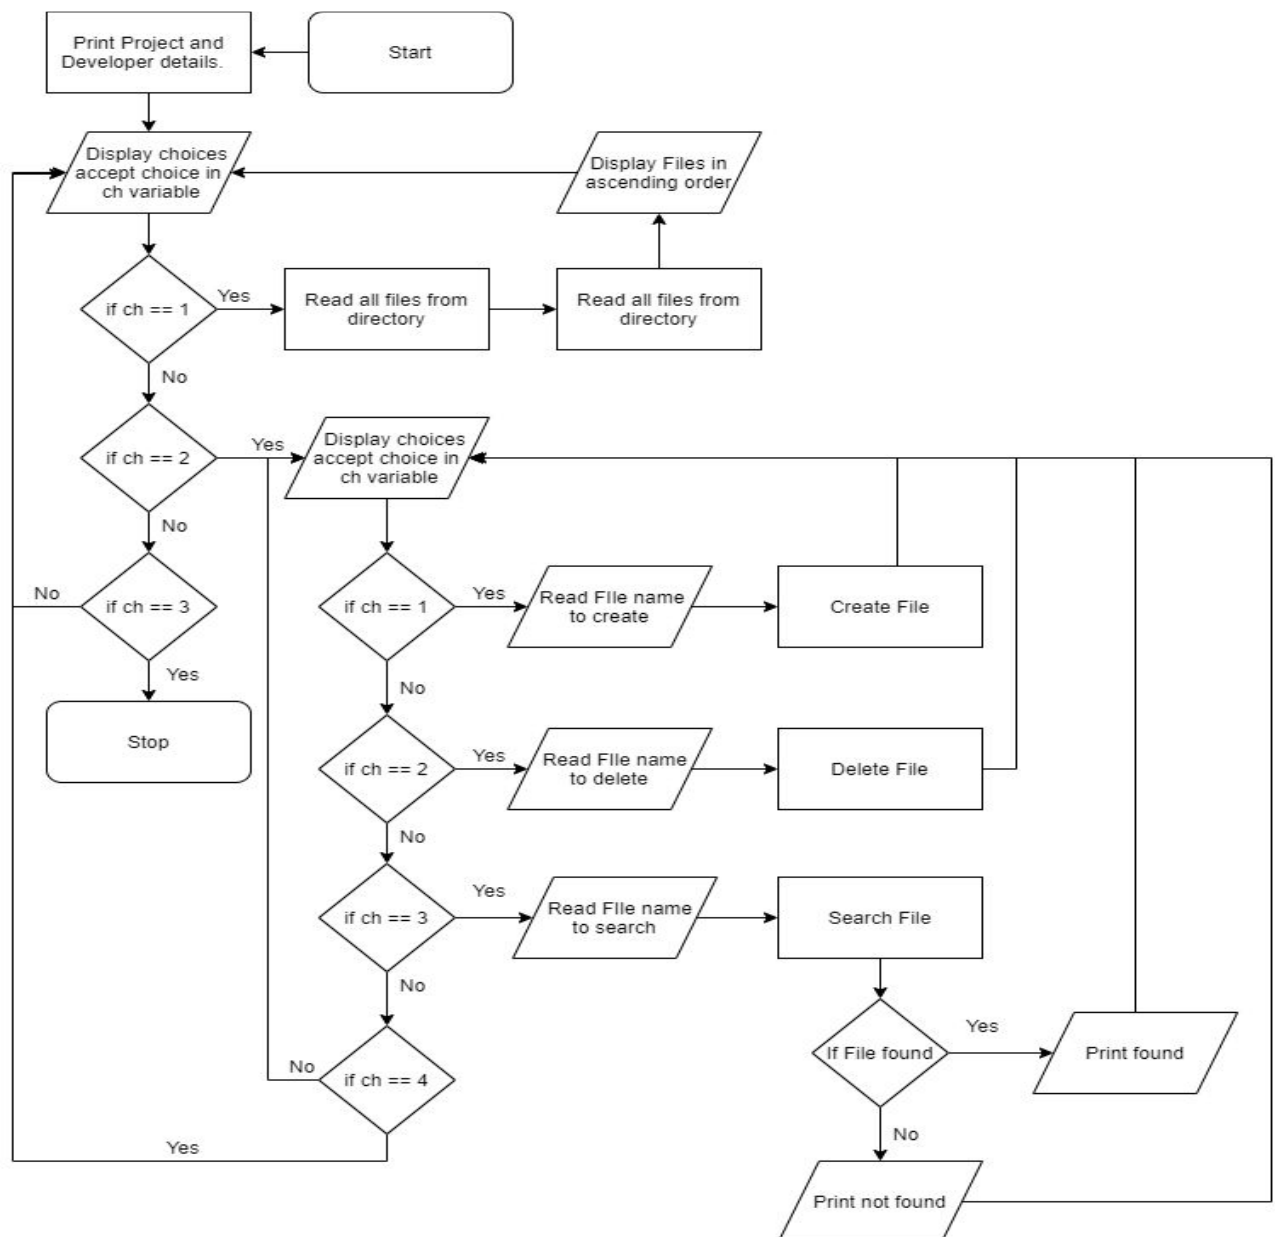 Print Project and
Developer details.
Start
Display choices
accept choice in
ch variable
Display Files in
ascending order
if ch == 1
Yes
Read all files from
directory
Read all files from
directory
No
if ch == 2
Yes
Display choices
accept choice in
ch variable
No
if ch == 3
No
Yes
Stop
if ch == 1
Yes
Read FIle name
to create
Create File
No
if ch == 2
Yes
Read FIle name
to delete
Delete File
No
if ch == 3
Yes
Read FIle name
to search
Search File
No
if ch == 4
No
Yes
If File found
Yes
Print found
No
Print not found